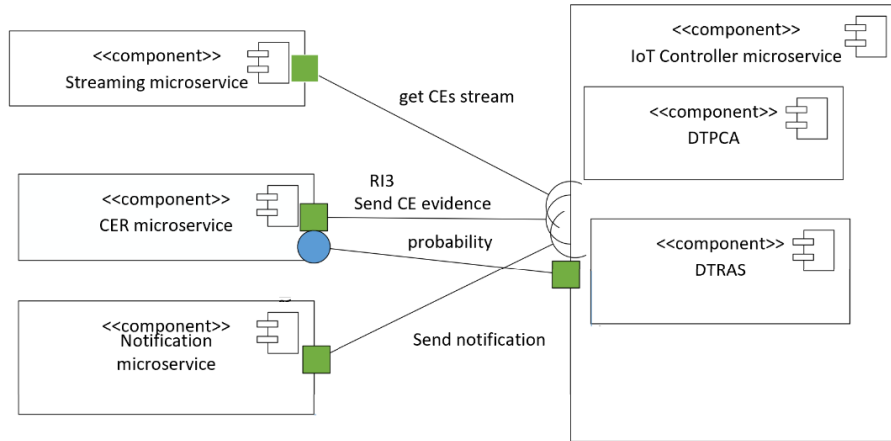 <<component>>
Streaming microservice
get CEs stream
<<component>>
IoT Controller microservice
<<component>>
DTPCA
<<component>>
CER microservice
RI3
Send CE evidence
probability
<<component>>
DTRAS
<<component>>
Notification
microservice
Send notification